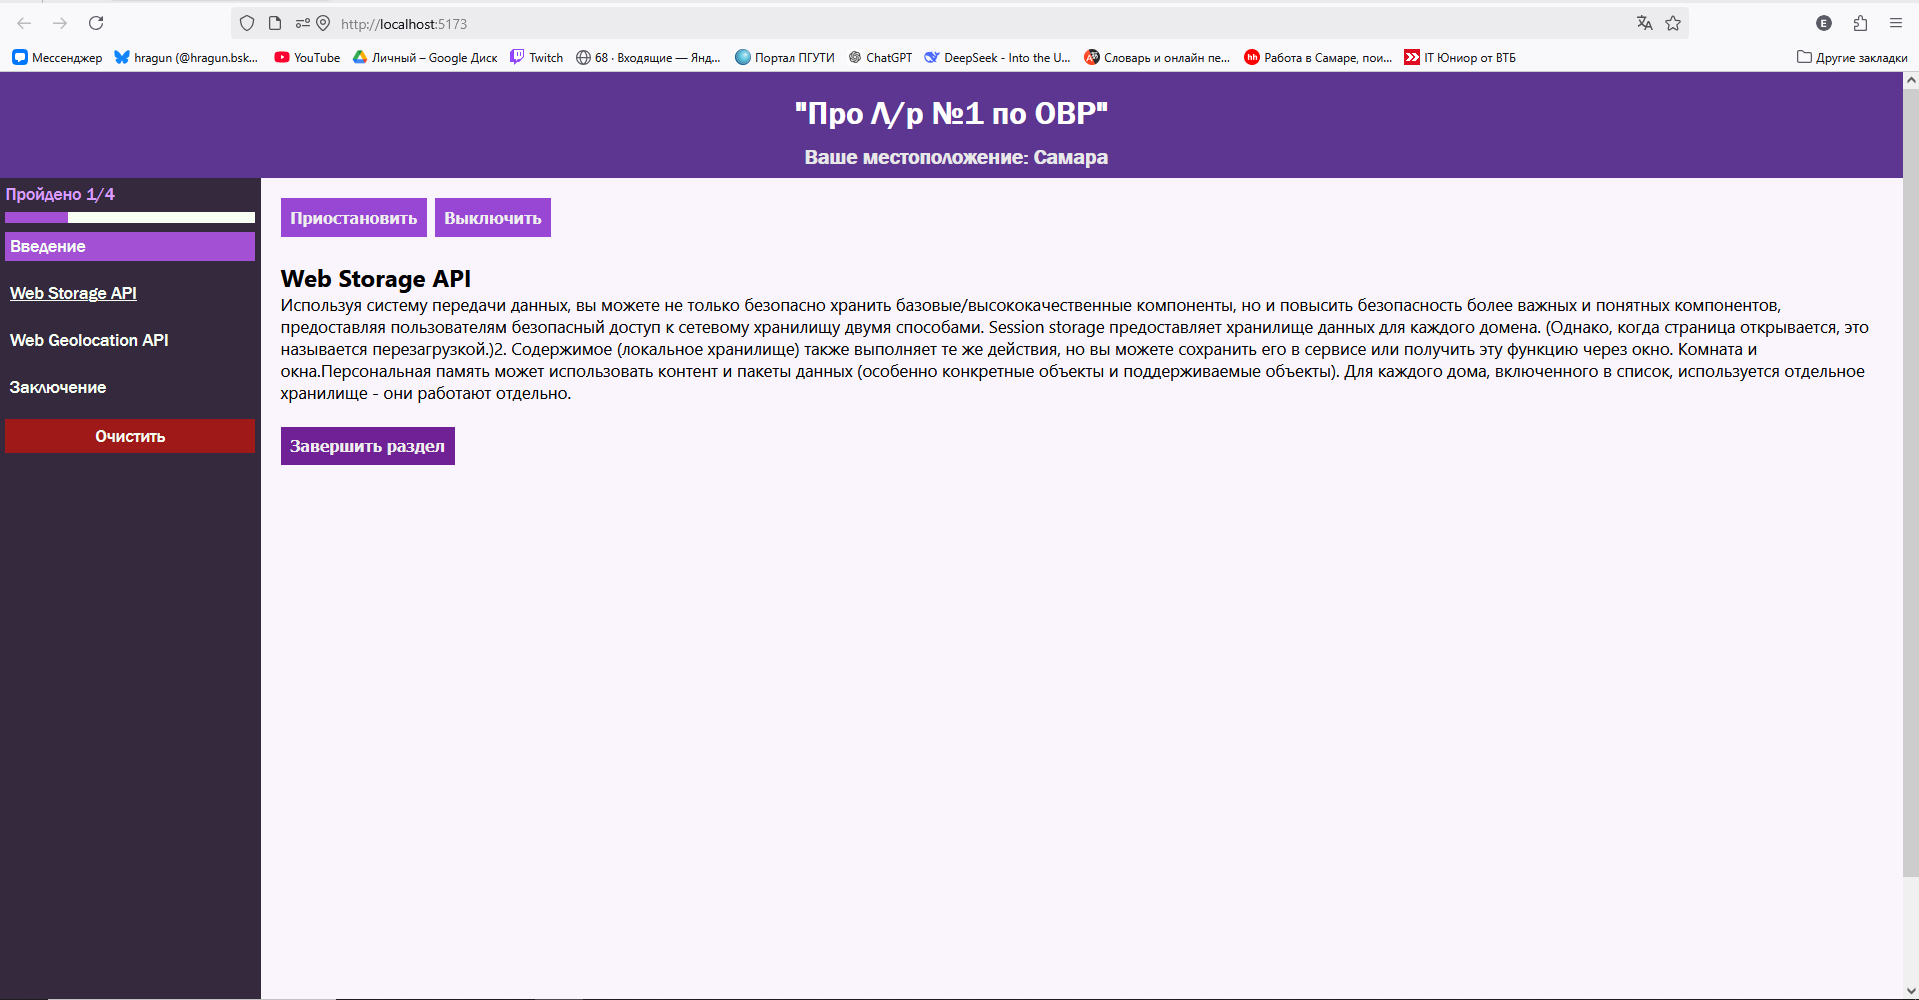 http://localhost:5173
Мессенджер hragun (@hragun.bsk... YouTube Личный – Google Диск Twitch 68 · Входящие — Янд... Портал ПГУТИ ChatGPT DeepSeek - Into the U... Словарь и онлайн пе... hh Работа в Самаре, пои... IT Юниор от ВТБ Другие закладки
"Про Л/р №1 по ОВР"
Ваше местоположение: Самара
Пройдено 1/4
Введение
Web Storage API
Web Geolocation API
Заключение
Очистить
Приостановить Выключить
Web Storage API
Используя систему передачи данных, вы можете не только безопасно хранить базовые/высококачественные компоненты, но и повысить безопасность более важных и понятных компонентов,
предоставляя пользователям безопасный доступ к сетевому хранилищу двумя способами. Session storage предоставляет хранилище данных для каждого домена. (Однако, когда страница открывается, это
называется перезагрузкой.)2. Содержимое (локальное хранилище) также выполняет те же действия, но вы можете сохранить его в сервисе или получить эту функцию через окно. Комната и
окна.Персональная память может использовать контент и пакеты данных (особенно конкретные объекты и поддерживаемые объекты). Для каждого дома, включенного в список, используется отдельное
хранилище - они работают отдельно.
Завершить раздел